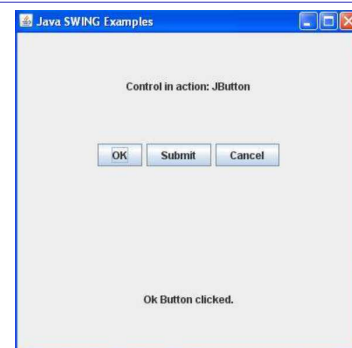 Java SWING Examples
Control in action: JButton
OK Submit Cancel
Ok Button clicked.